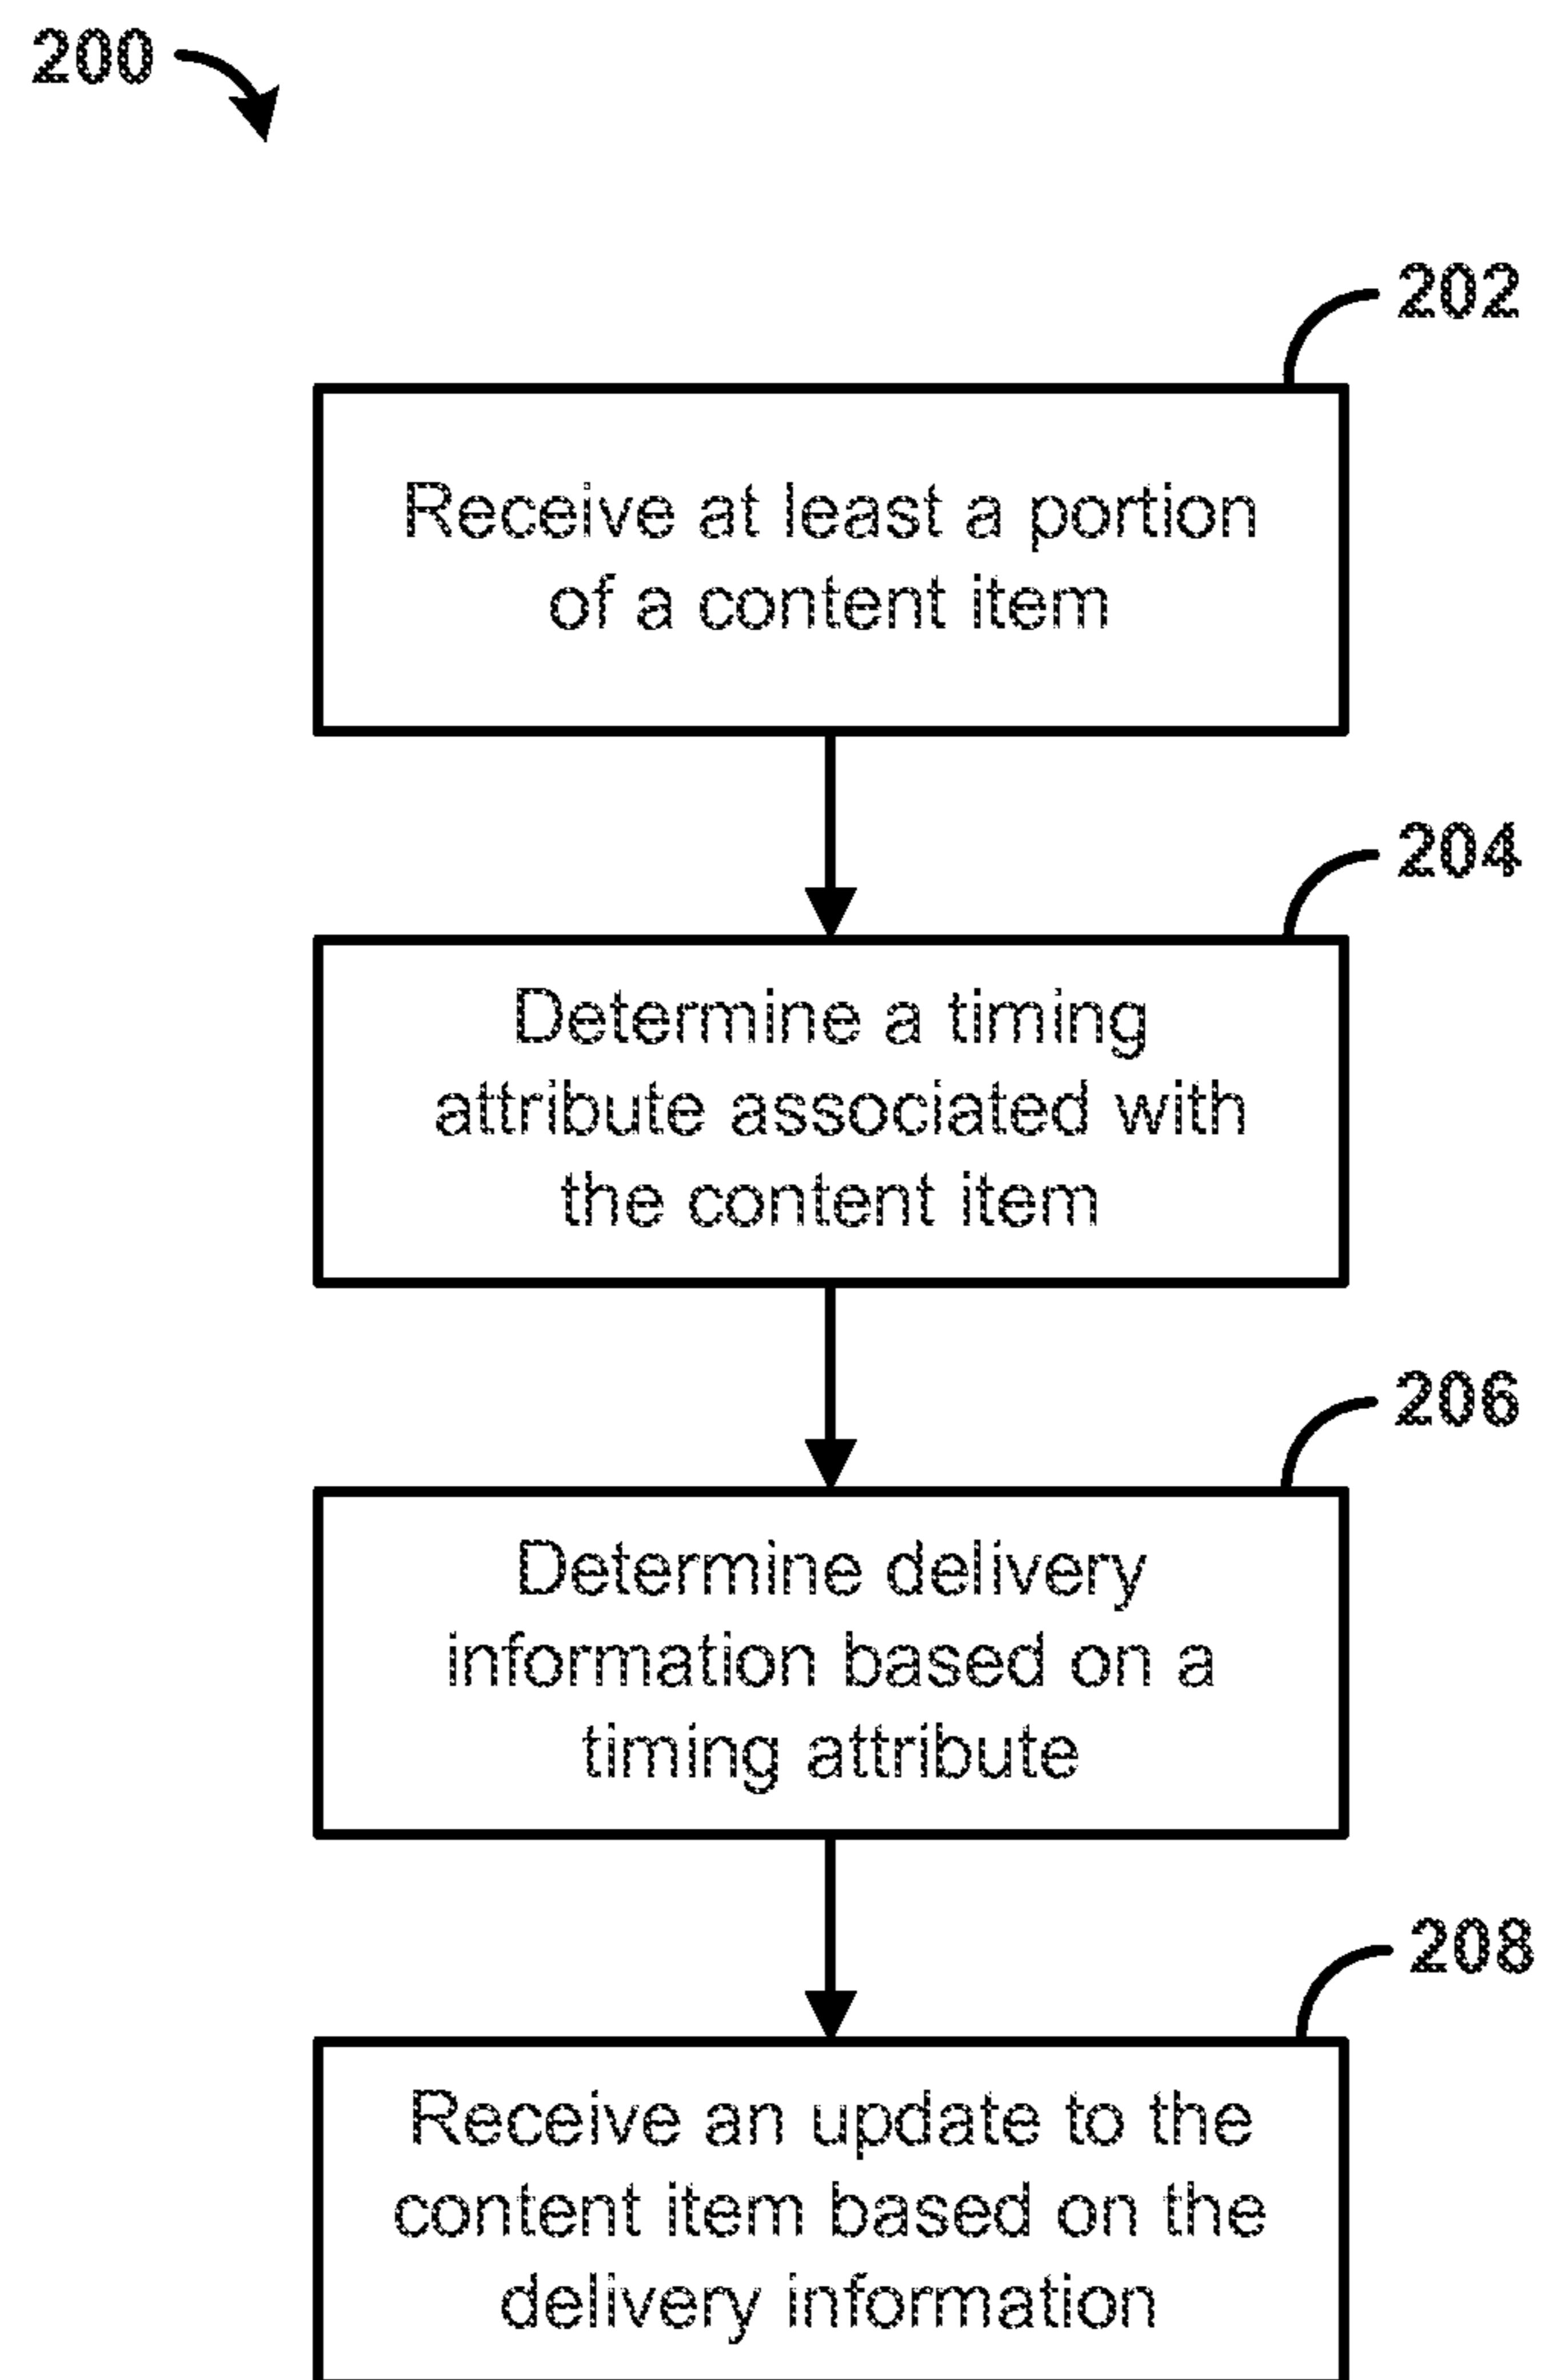 200
202
Receive at least a portion
of a content item
204
Determine a timing
attribute associated with
the content item
206
Determine delivery
information based on a
timing attribute
208
Receive an update to the
content item based on the
delivery information